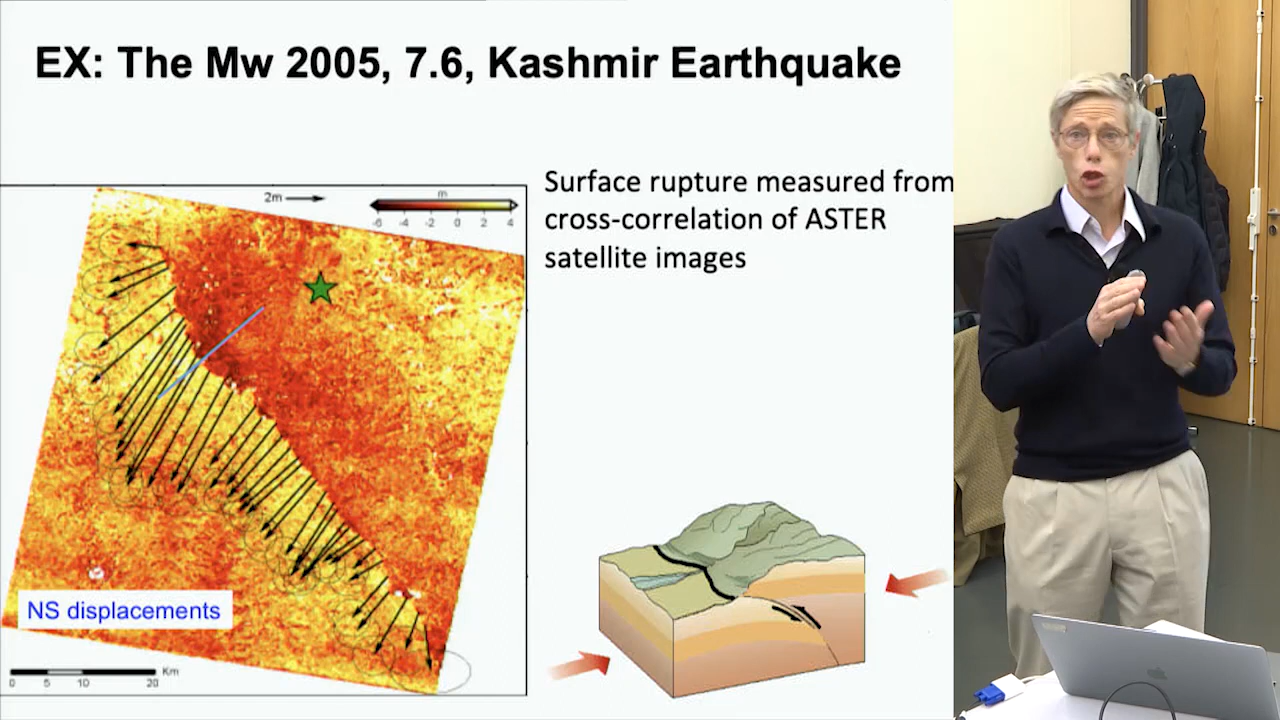 EX: The Mw 2005, 7.6, Kashmir Earthquake
Surface rupture measured from
cross-correlation of ASTER
satellite images
2m
m
-6 -4 -2 0 2 4
NS displacements
Km
0 5 10 20